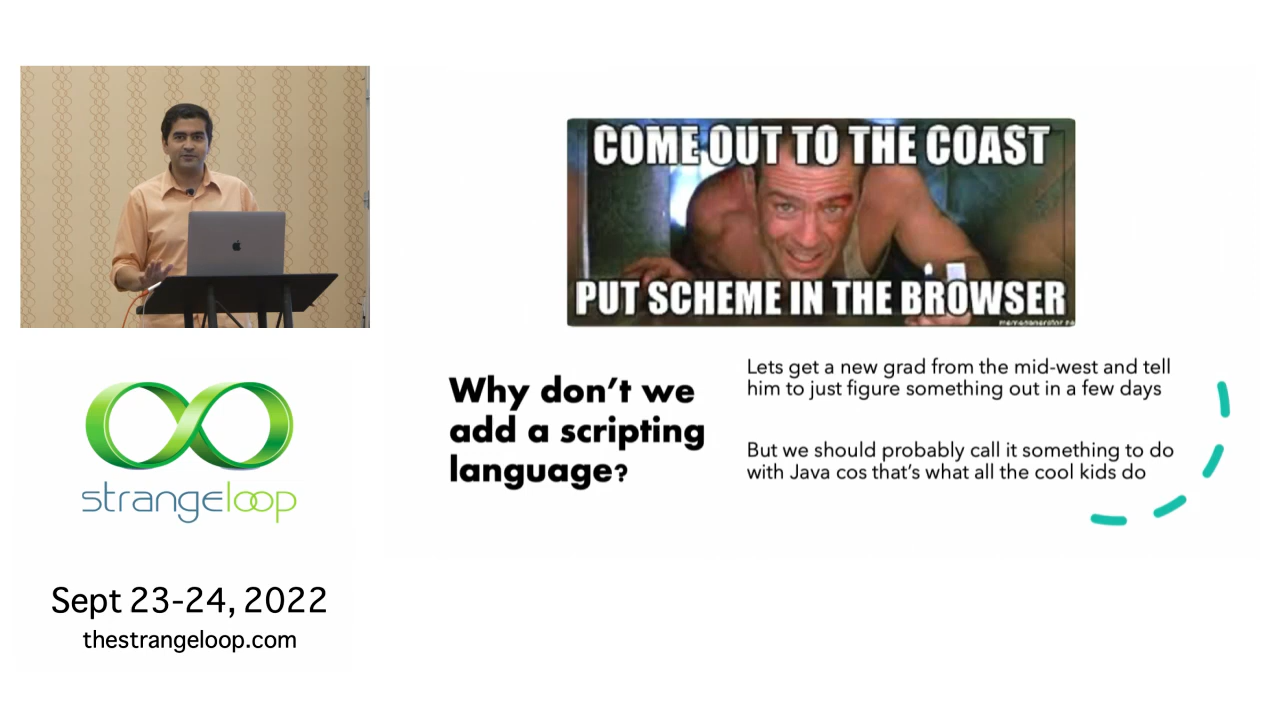 COME OUT TO THE COAST
PUT SCHEME IN THE BROWSER
memegenerator.ne
Why don't we
add a scripting
language?
Lets get a new grad from the mid-west and tell
him to just figure something out in a few days
But we should probably call it something to do
with Java cos that's what all the cool kids do
strangeloop
Sept 23-24, 2022
thestrangeloop.com